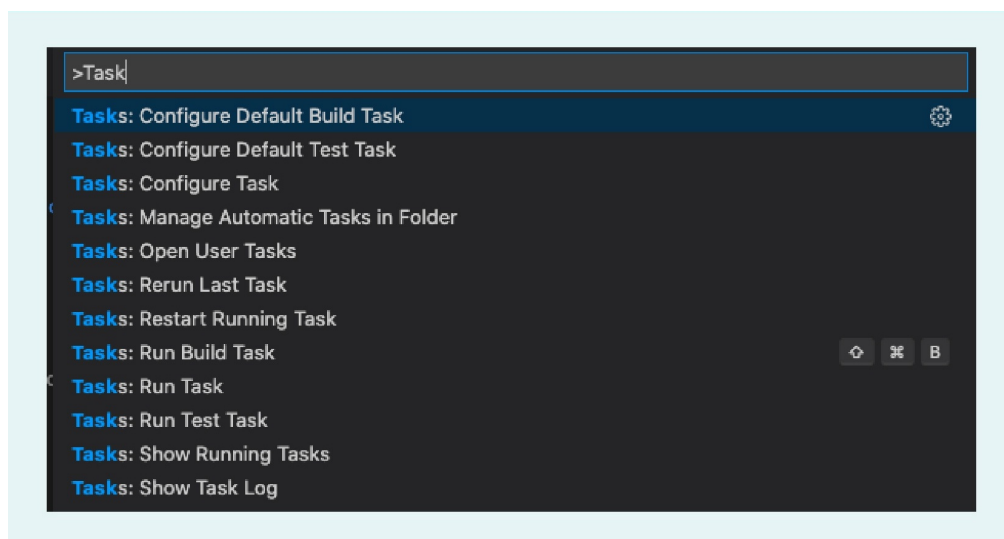 >Task
Tasks: Configure Default Build Task
Tasks: Configure Default Test Task
Tasks: Configure Task
Tasks: Manage Automatic Tasks in Folder
Tasks: Open User Tasks
Tasks: Rerun Last Task
Tasks: Restart Running Task
Tasks: Run Build Task ⇧ ⌘ B
Tasks: Run Task
Tasks: Run Test Task
Tasks: Show Running Tasks
Tasks: Show Task Log